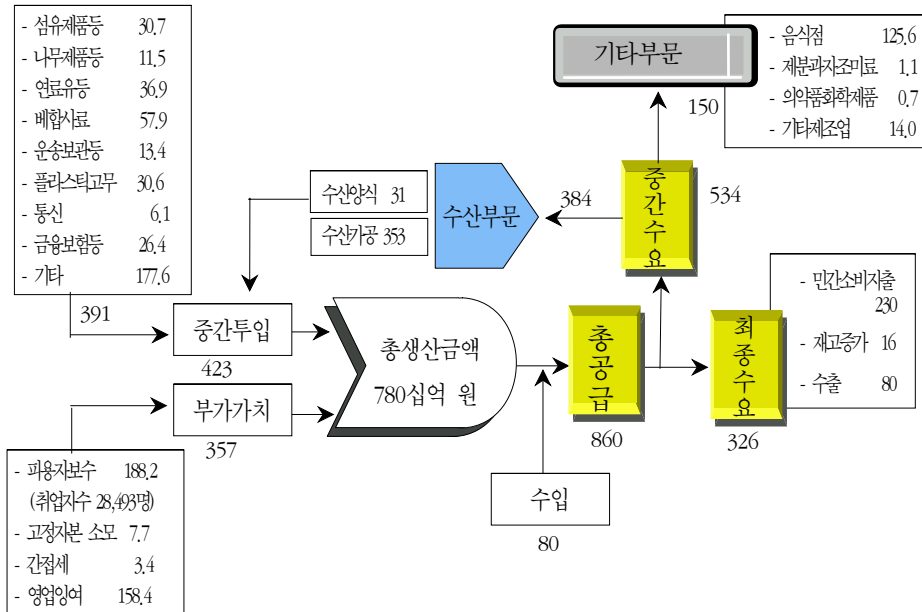 - 섬유제품등 30.7
- 나무제품등 11.5
- 연료유등 36.9
- 배합사료 57.9
- 운송보관등 13.4
- 플라스틱고무 30.6
- 통신 6.1
- 금융보험등 26.4
- 기타 177.6
391
기타부문
150
- 음식점 125.6
- 제분과자조미료 1.1
- 의약품화학제품 0.7
- 기타제조업 14.0
수산양식 31
수산가공 353
수산부문
384
중간수요
534
중간투입
423
부가가치
357
총생산금액
780십억 원
총공급
860
수입
80
최종수요
326
- 민간소비지출
230
- 재고증가 16
- 수출 80
- 피용자보수 188.2
(취업자수 28,493명)
- 고정자본 소모 7.7
- 간접세 3.4
- 영업잉여 158.4